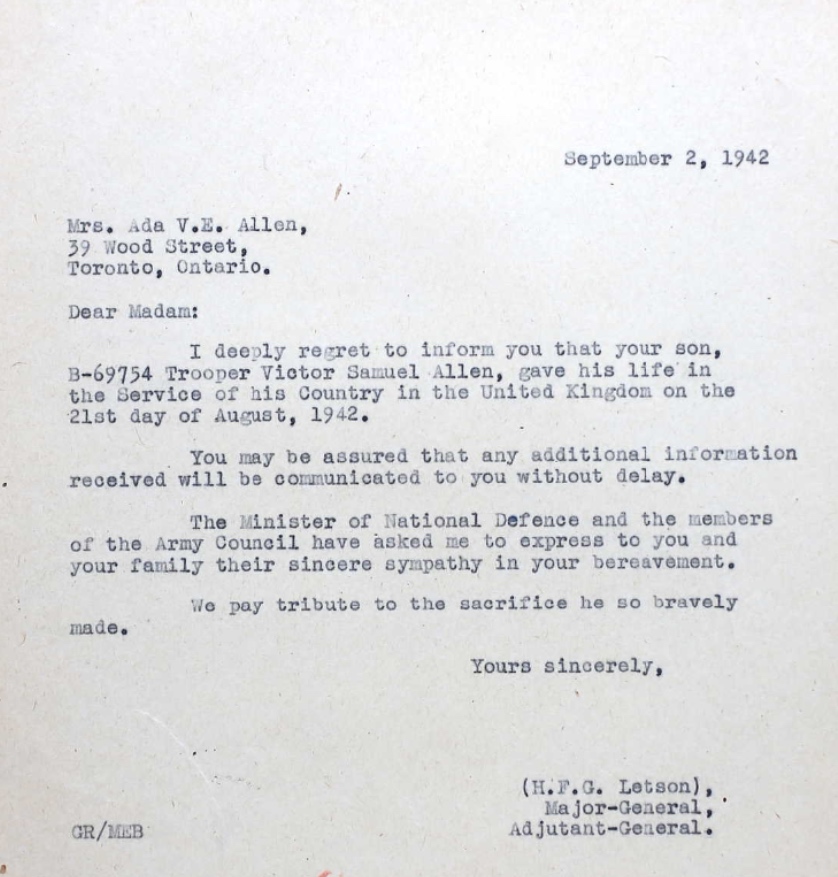 September 2, 1942
Mrs. Ada V.E. Allen,
39 Wood Street,
Toronto, Ontario.
Dear Madam:
I deeply regret to inform you that your son,
B-69754 Trooper Victor Samuel Allen, gave his life in
the Service of his Country in the United Kingdom on the
21st day of August, 1942.
You may be assured that any additional information
received will be communicated to you without delay.
The Minister of National Defence and the members
of the Army Council have asked me to express to you and
your family their sincere sympathy in your bereavement.
We pay tribute to the sacrifice he so bravely
made.
Yours sincerely,
(H.F.G. Letson),
Major-General,
Adjutant-General.
GR/MEB